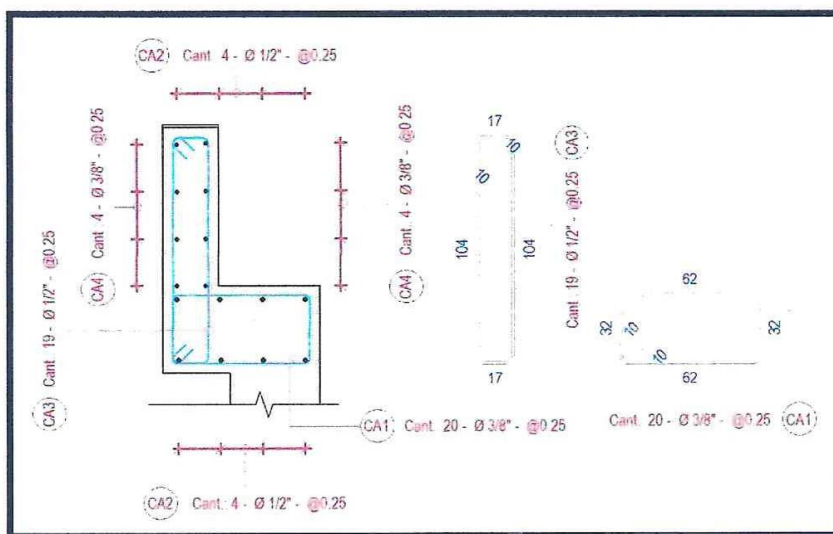 CA2 Cant. 4 - Ø 1/2" - @0.25
Cant. 4 - Ø 3/8" - @0.25 CA4
Cant. 4 - Ø 3/8" - @0.25 CA4
Cant. 19 - Ø 1/2" - @0.25 CA3
17
10
10
104
104
17
Cant. 19 - Ø 1/2" - @0.25 CA3
62
32
10
10
32
62
CA1 Cant. 20 - Ø 3/8" - @0.25
Cant. 20 - Ø 3/8" - @0.25 CA1
CA2 Cant.: 4 - Ø 1/2" - @0.25